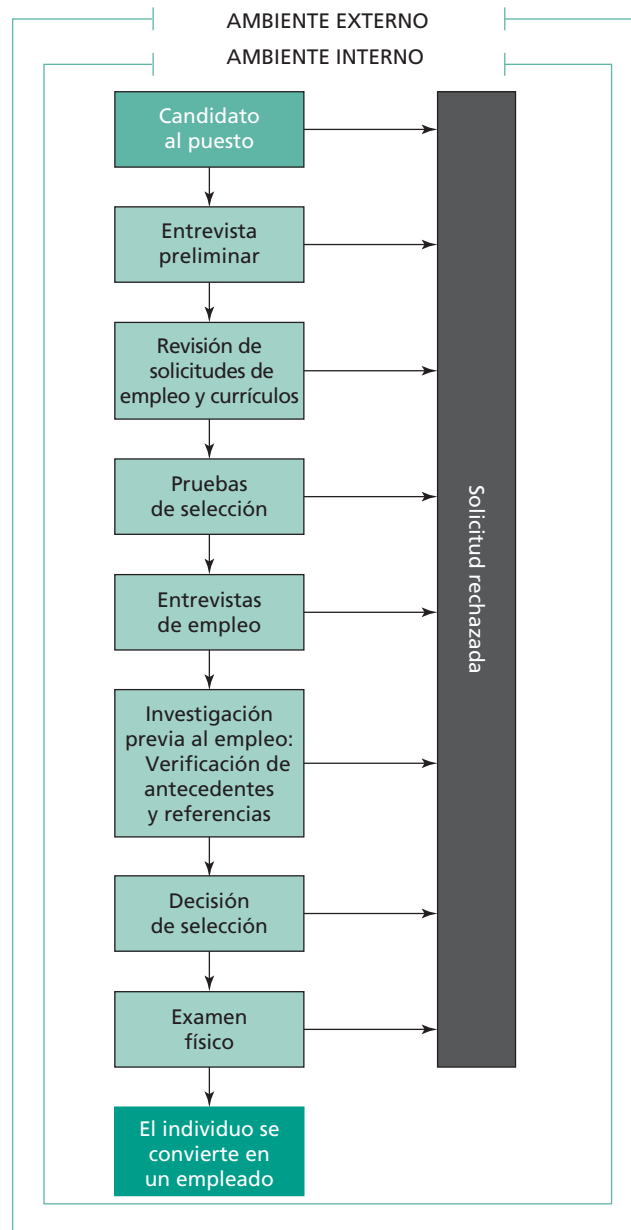 AMBIENTE EXTERNO
AMBIENTE INTERNO
Candidato
al puesto
Entrevista
preliminar
Revisión de
solicitudes de
empleo y currículos
Pruebas
de selección
Entrevistas
de empleo
Investigación
previa al empleo:
Verificación de
antecedentes
y referencias
Decisión
de selección
Examen
físico
El individuo se
convierte en
un empleado
Solicitud rechazada